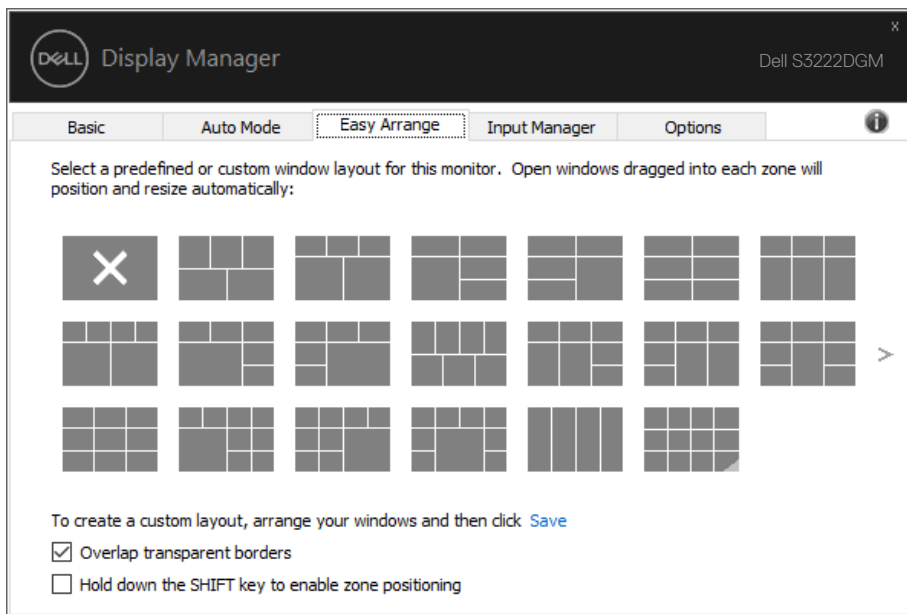 x
DELL Display Manager
Dell S3222DGM
Basic Auto Mode Easy Arrange Input Manager Options
Select a predefined or custom window layout for this monitor. Open windows dragged into each zone will
position and resize automatically:
>
To create a custom layout, arrange your windows and then click Save
Overlap transparent borders
Hold down the SHIFT key to enable zone positioning